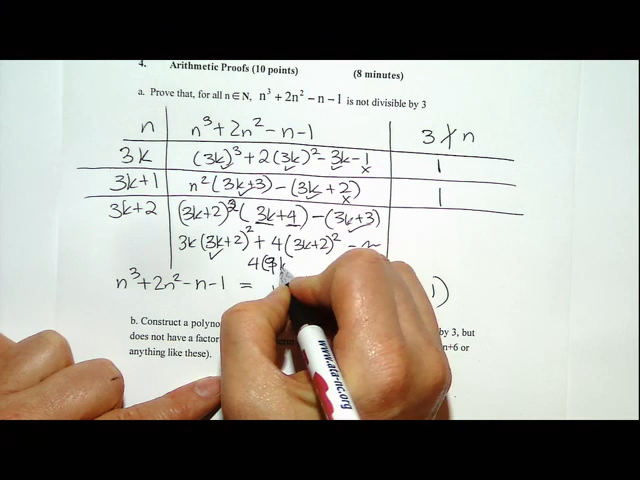 4. Arithmetic Proofs (10 points) (8 minutes)
a. Prove that, for all n ∈ N, n³ + 2n² − n − 1 is not divisible by 3
n n³ + 2n² − n − 1 3 ∤ n
3k (3k)³ + 2(3k)² − 3k − 1 1
3k+1 n²(3k+3) − (3k+2) 1
3k+2 (3k+2)²(3k+4) − (3k+3)
3k(3k+2)² + 4(3k+2)² −
4(9k
n³ + 2n² − n − 1 = 1)
b. Construct a polyno by 3, but
does not have a factor n+6 or
anything like these).
www.ats-nc.org